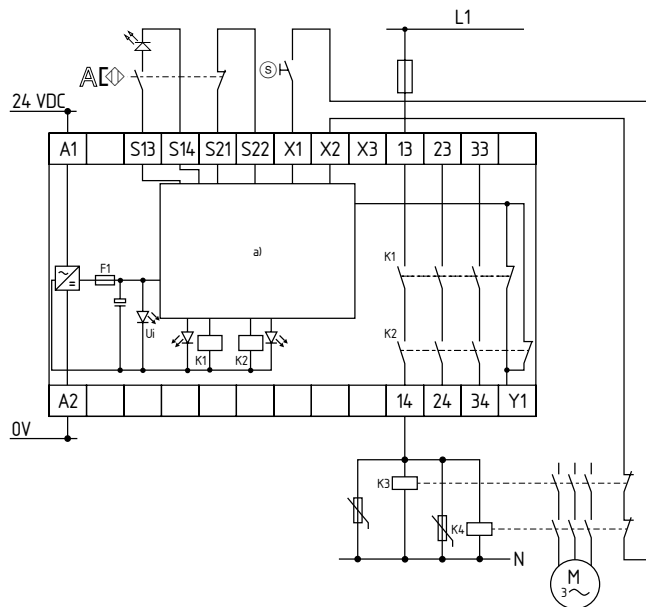 L1
S
A
24 VDC
A1 S13 S14 S21 S22 X1 X2 X3 13 23 33
a)
K1
F1
Ui
K1 K2
K2
A2 14 24 34 Y1
0V
K3
K4
N
M
3